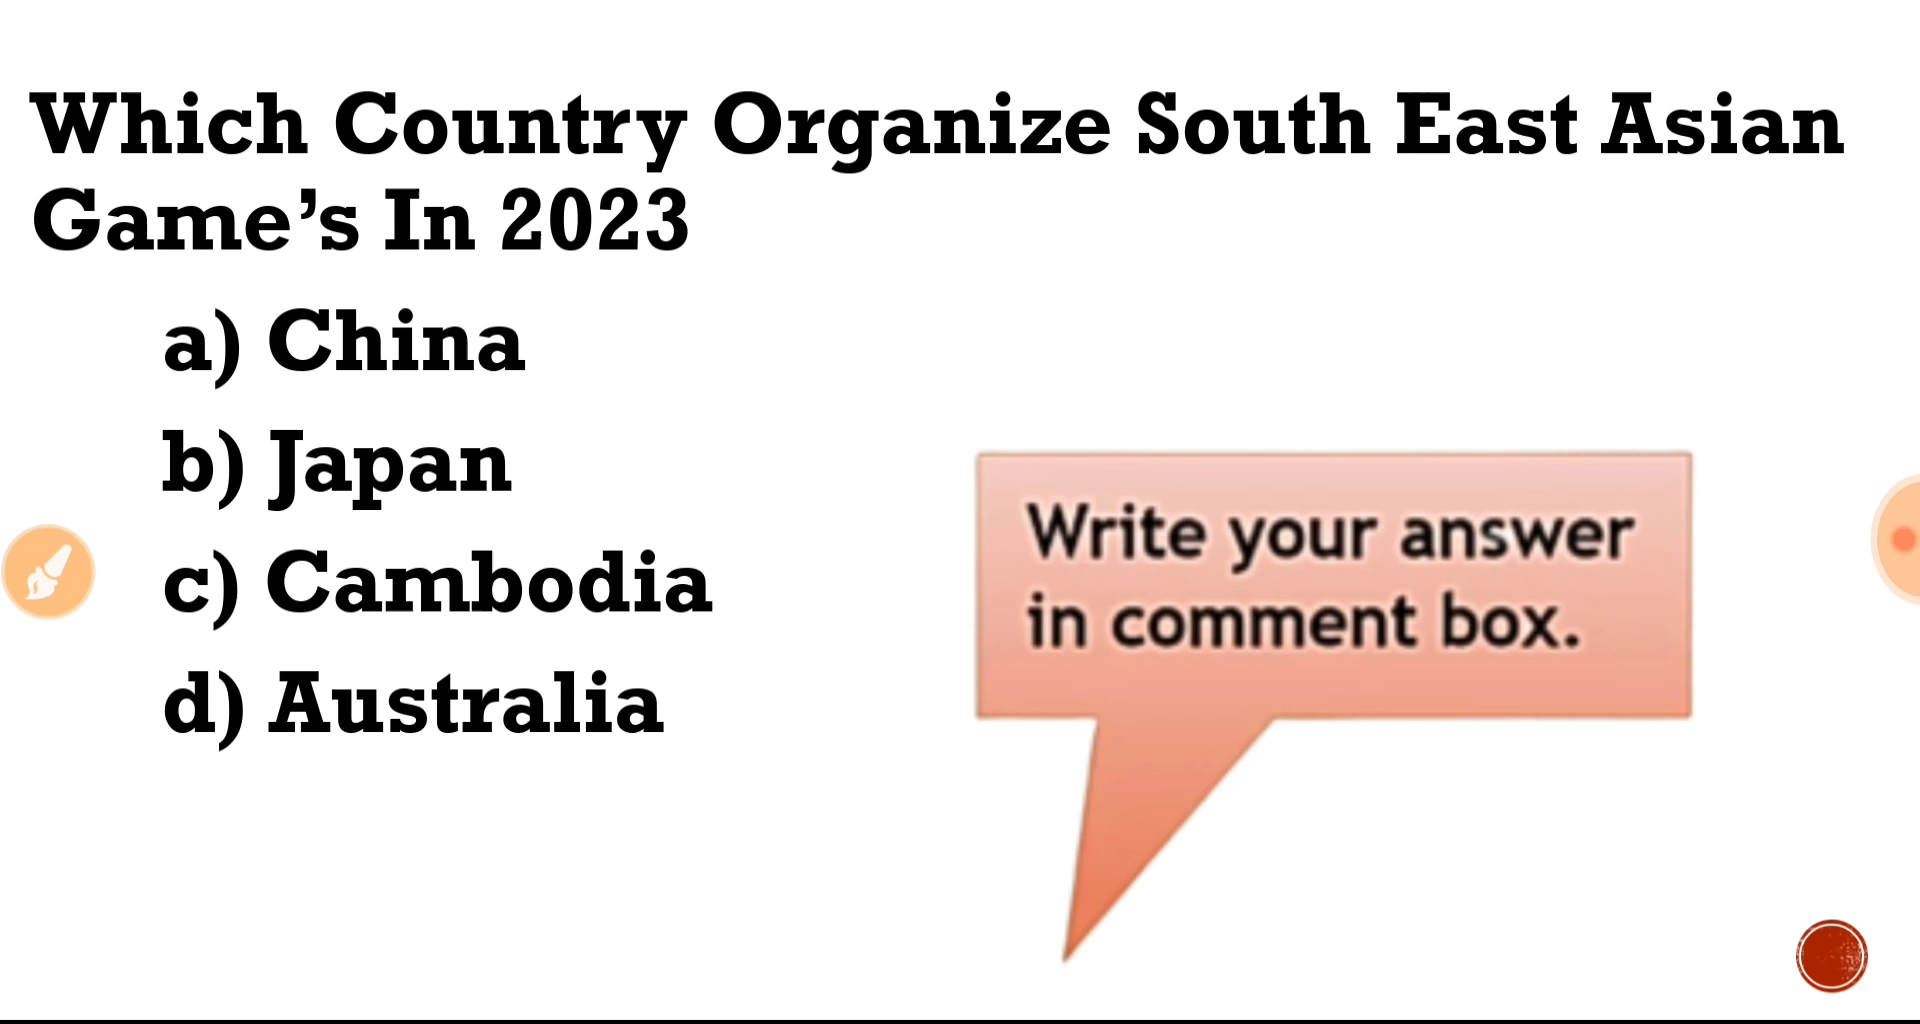 Which Country Organize South East Asian
Game’s In 2023
a) China
b) Japan
c) Cambodia
d) Australia
Write your answer
in comment box.